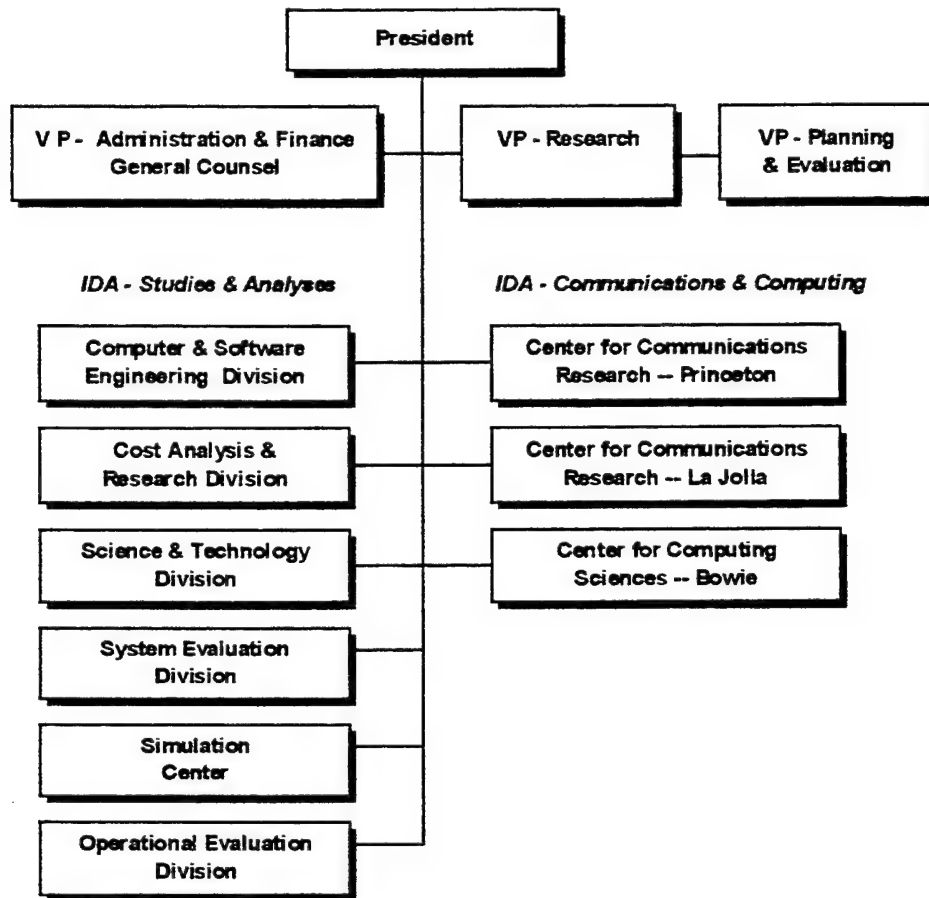 President
V P - Administration & Finance
General Counsel
VP - Research
VP - Planning
& Evaluation
IDA - Studies & Analyses
IDA - Communications & Computing
Computer & Software
Engineering Division
Center for Communications
Research -- Princeton
Cost Analysis &
Research Division
Center for Communications
Research -- La Jolla
Science & Technology
Division
Center for Computing
Sciences -- Bowie
System Evaluation
Division
Simulation
Center
Operational Evaluation
Division